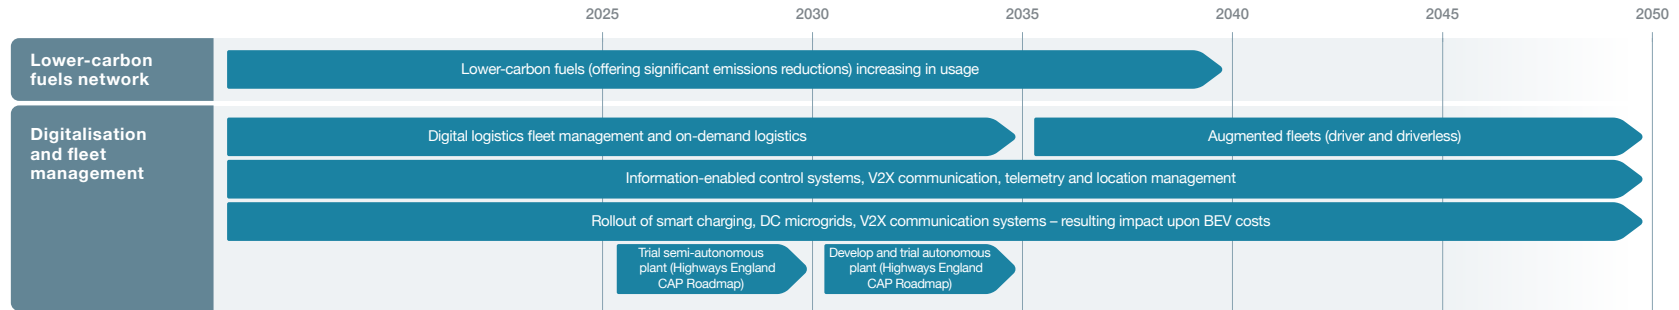 2025 2030 2035 2040 2045 2050
Lower-carbon
fuels network
Lower-carbon fuels (offering significant emissions reductions) increasing in usage
Digitalisation
and fleet
management
Digital logistics fleet management and on-demand logistics
Augmented fleets (driver and driverless)
Information-enabled control systems, V2X communication, telemetry and location management
Rollout of smart charging, DC microgrids, V2X communication systems – resulting impact upon BEV costs
Trial semi-autonomous
plant (Highways England
CAP Roadmap)
Develop and trial autonomous
plant (Highways England
CAP Roadmap)